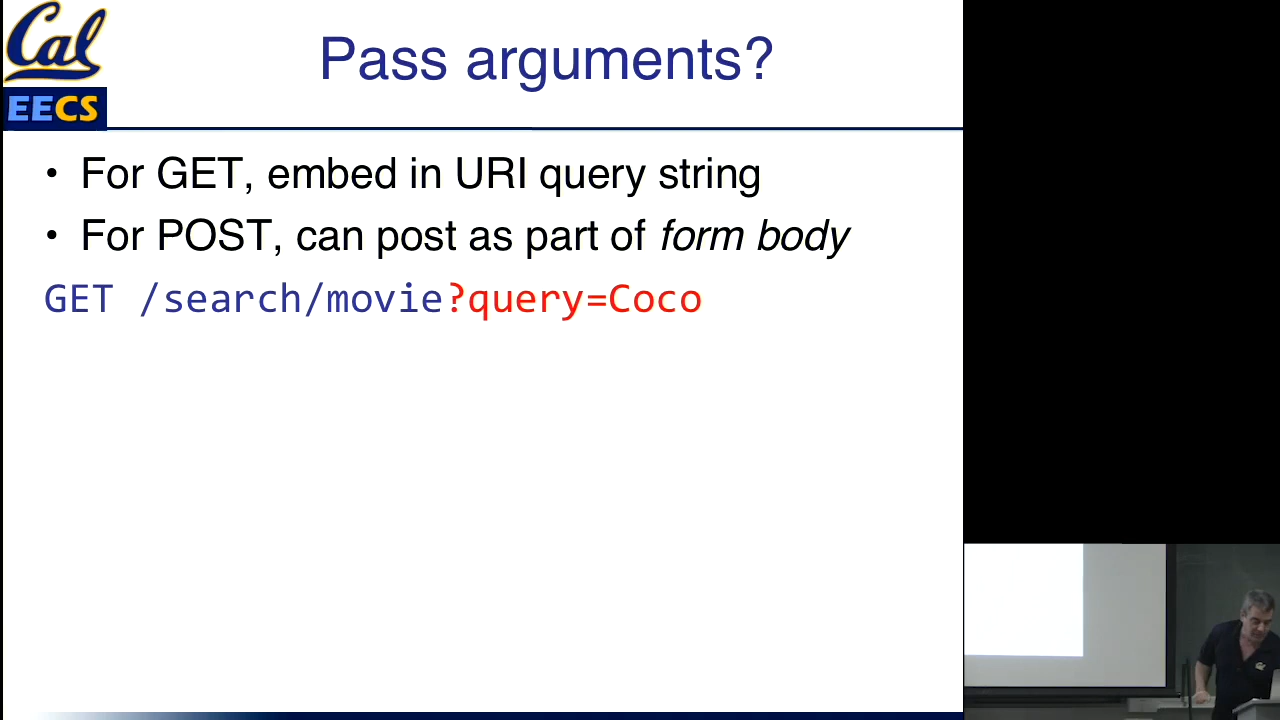 Cal
EECS
Pass arguments?
• For GET, embed in URI query string
• For POST, can post as part of form body
GET /search/movie?query=Coco